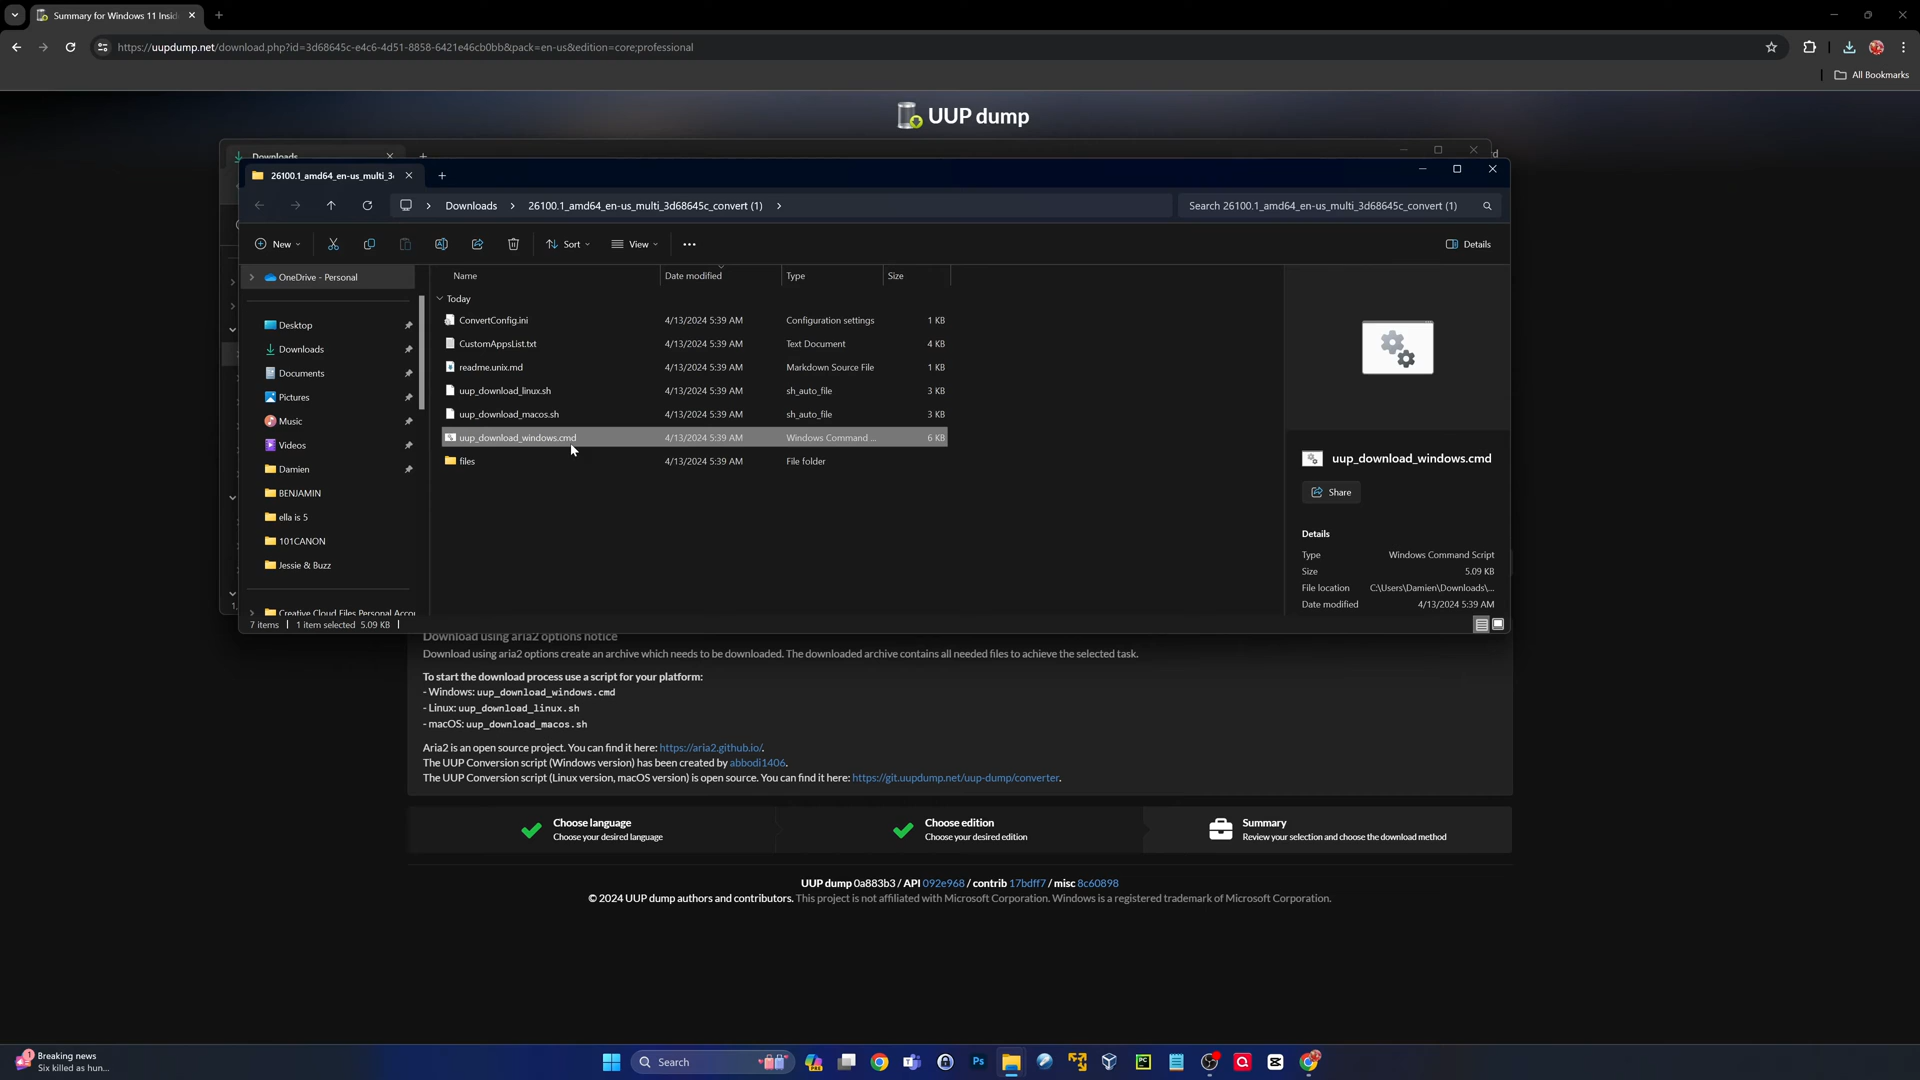 Summary for Windows 11 Insid
https://uupdump.net/download.php?id=3d68645c-e4c6-4d51-8858-6421e46cb0bb&pack=en-us&edition=core;professional
All Bookmarks
UUP dump
Downloads
26100.1_amd64_en-us_multi_3
Downloads
26100.1_amd64_en-us_multi_3d68645c_convert (1)
Search 26100.1_amd64_en-us_multi_3d68645c_convert (1)
New
Sort
View
Details
OneDrive - Personal
Desktop
Downloads
Documents
Pictures
Music
Videos
Damien
BENJAMIN
ella is 5
101CANON
Jessie & Buzz
Creative Cloud Files Personal Accou
Name Date modified Type Size
Today
ConvertConfig.ini 4/13/2024 5:39 AM Configuration settings 1 KB
CustomAppsList.txt 4/13/2024 5:39 AM Text Document 4 KB
readme.unix.md 4/13/2024 5:39 AM Markdown Source File 1 KB
uup_download_linux.sh 4/13/2024 5:39 AM sh_auto_file 3 KB
uup_download_macos.sh 4/13/2024 5:39 AM sh_auto_file 3 KB
uup_download_windows.cmd 4/13/2024 5:39 AM Windows Command ... 6 KB
files 4/13/2024 5:39 AM File folder
uup_download_windows.cmd
Share
Details
Type Windows Command Script
Size 5.09 KB
File location C:\Users\Damien\Downloads\...
Date modified 4/13/2024 5:39 AM
7 items 1 item selected 5.09 KB
Download using aria2 options notice
Download using aria2 options create an archive which needs to be downloaded. The downloaded archive contains all needed files to achieve the selected task.
To start the download process use a script for your platform:
- Windows: uup_download_windows.cmd
- Linux: uup_download_linux.sh
- macOS: uup_download_macos.sh
Aria2 is an open source project. You can find it here: https://aria2.github.io/.
The UUP Conversion script (Windows version) has been created by abbodi1406.
The UUP Conversion script (Linux version, macOS version) is open source. You can find it here: https://git.uupdump.net/uup-dump/converter.
Choose language
Choose your desired language
Choose edition
Choose your desired edition
Summary
Review your selection and choose the download method
UUP dump 0a883b3 / API 092e968 / contrib 17bdff7 / misc 8c60898
© 2024 UUP dump authors and contributors. This project is not affiliated with Microsoft Corporation. Windows is a registered trademark of Microsoft Corporation.
1
Breaking news
Six killed as hun...
Search